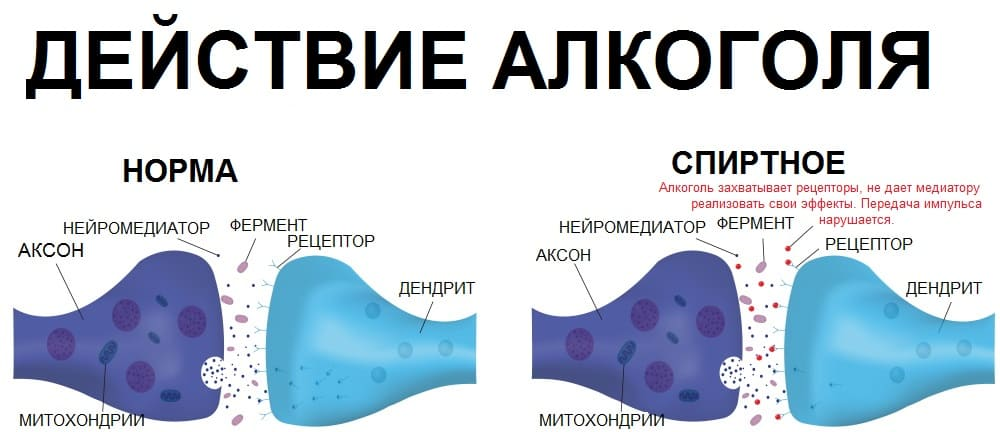 ДЕЙСТВИЕ АЛКОГОЛЯ
НОРМА
НЕЙРОМЕДИАТОР
ФЕРМЕНТ
РЕЦЕПТОР
АКСОН
ДЕНДРИТ
МИТОХОНДРИИ
СПИРТНОЕ
Алкоголь захватывает рецепторы, не дает медиатору
реализовать свои эффекты. Передача импульса
нарушается.
НЕЙРОМЕДИАТОР
ФЕРМЕНТ
РЕЦЕПТОР
АКСОН
ДЕНДРИТ
МИТОХОНДРИИ